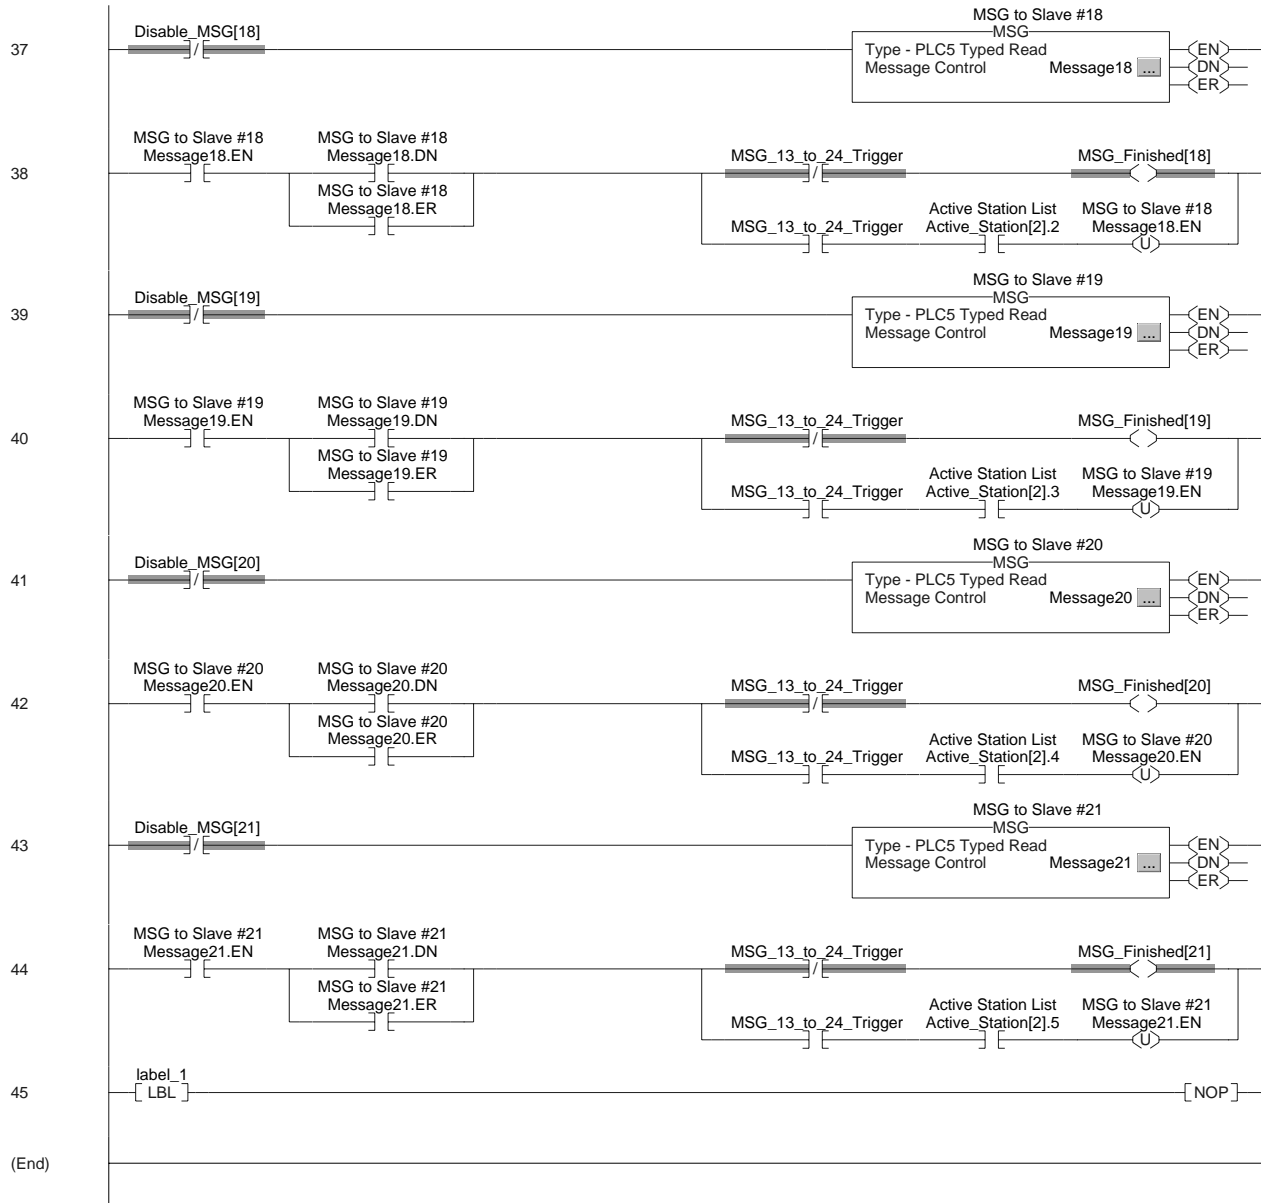 MSG to Slave #18
Disable_MSG[18]
MSG
37
/
Type - PLC5 Typed Read
EN
Message Control
Message18
...
DN
ER
MSG to Slave #18
MSG to Slave #18
Message18.EN
Message18.DN
MSG_13_to_24_Trigger
MSG_Finished[18]
38
/
MSG to Slave #18
Message18.ER
Active Station List
MSG to Slave #18
MSG_13_to_24_Trigger
Active_Station[2].2
Message18.EN
U
MSG to Slave #19
Disable_MSG[19]
MSG
39
/
Type - PLC5 Typed Read
EN
Message Control
Message19
...
DN
ER
MSG to Slave #19
MSG to Slave #19
Message19.EN
Message19.DN
MSG_13_to_24_Trigger
MSG_Finished[19]
40
/
MSG to Slave #19
Message19.ER
Active Station List
MSG to Slave #19
MSG_13_to_24_Trigger
Active_Station[2].3
Message19.EN
U
MSG to Slave #20
Disable_MSG[20]
MSG
41
/
Type - PLC5 Typed Read
EN
Message Control
Message20
...
DN
ER
MSG to Slave #20
MSG to Slave #20
Message20.EN
Message20.DN
MSG_13_to_24_Trigger
MSG_Finished[20]
42
/
MSG to Slave #20
Message20.ER
Active Station List
MSG to Slave #20
MSG_13_to_24_Trigger
Active_Station[2].4
Message20.EN
U
MSG to Slave #21
Disable_MSG[21]
MSG
43
/
Type - PLC5 Typed Read
EN
Message Control
Message21
...
DN
ER
MSG to Slave #21
MSG to Slave #21
Message21.EN
Message21.DN
MSG_13_to_24_Trigger
MSG_Finished[21]
44
/
MSG to Slave #21
Message21.ER
Active Station List
MSG to Slave #21
MSG_13_to_24_Trigger
Active_Station[2].5
Message21.EN
U
label_1
45
LBL
NOP
(End)